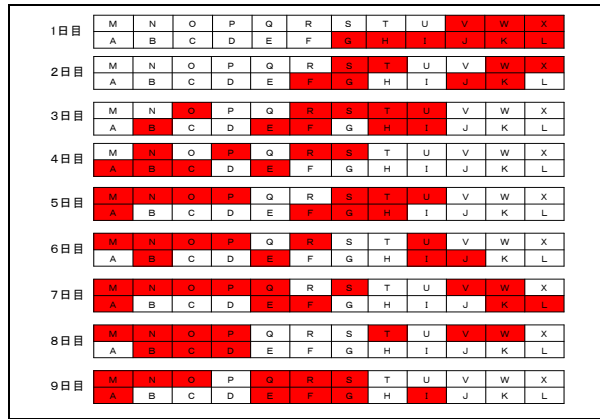 M N O P Q R S T U V W X
1日目
A B C D E F G H I J K L
M N O P Q R S T U V W X
2日目
A B C D E F G H I J K L
M N O P Q R S T U V W X
3日目
A B C D E F G H I J K L
M N O P Q R S T U V W X
4日目
A B C D E F G H I J K L
M N O P Q R S T U V W X
5日目
A B C D E F G H I J K L
M N O P Q R S T U V W X
6日目
A B C D E F G H I J K L
M N O P Q R S T U V W X
7日目
A B C D E F G H I J K L
M N O P Q R S T U V W X
8日目
A B C D E F G H I J K L
M N O P Q R S T U V W X
9日目
A B C D E F G H I J K L